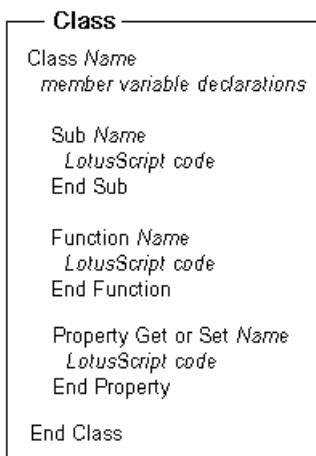 Class
Class Name
member variable declarations
Sub Name
LotusScript code
End Sub
Function Name
LotusScript code
End Function
Property Get or Set Name
LotusScript code
End Property
End Class